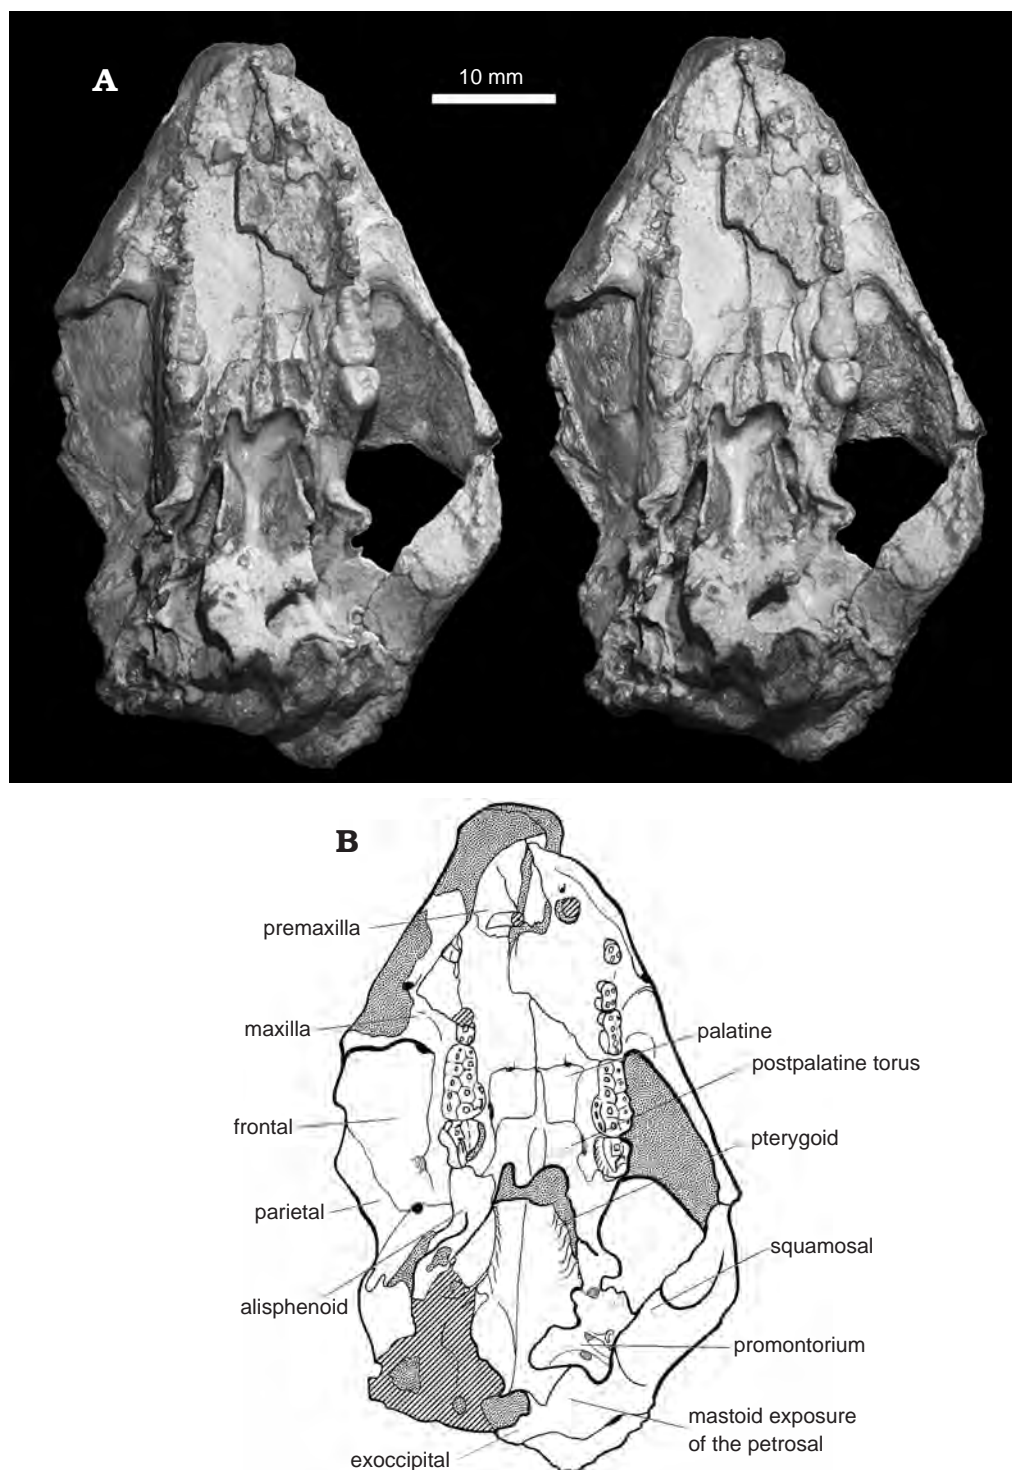 A
10 mm
B
premaxilla
maxilla
palatine
postpalatine torus
frontal
pterygoid
parietal
squamosal
alisphenoid
promontorium
mastoid exposure
of the petrosal
exoccipital